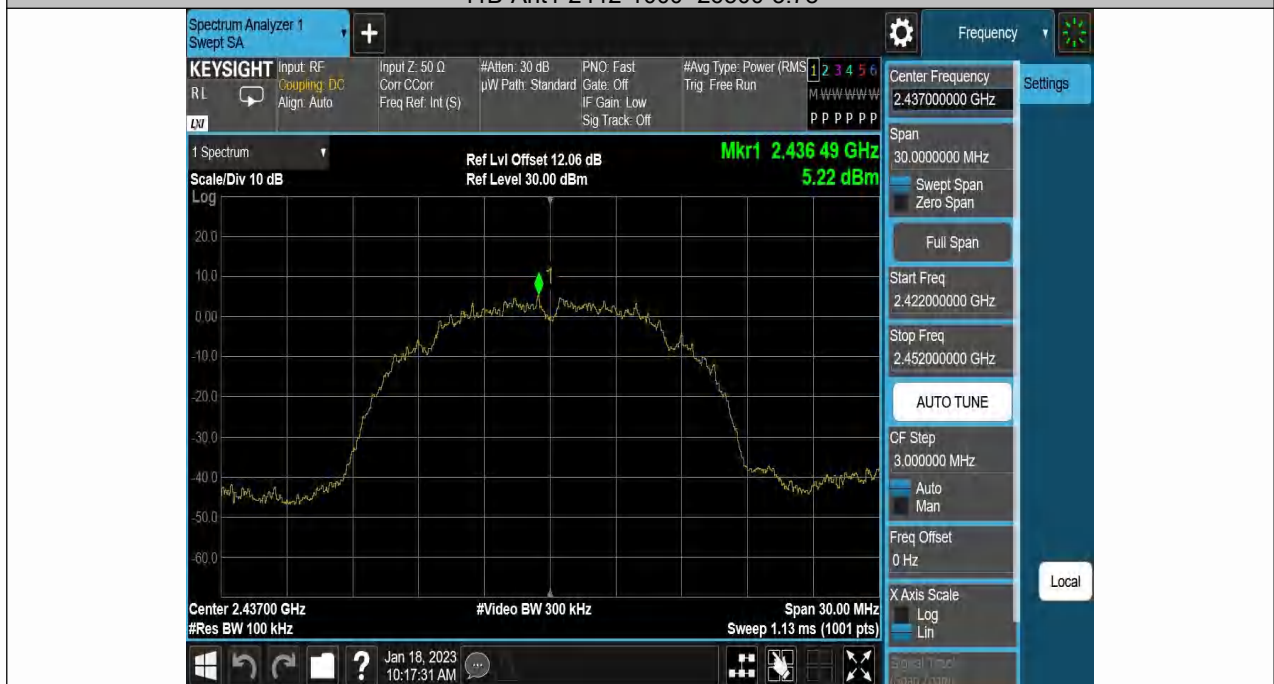 Spectrum Analyzer 1
Swept SA
+
Frequency
KEYSIGHT
RL
LXI
Input: RF
Coupling: DC
Align: Auto
Input Z: 50 Ω
Corr CCorr
Freq Ref: Int (S)
#Atten: 30 dB
µW Path: Standard
PNO: Fast
Gate: Off
IF Gain: Low
Sig Track: Off
#Avg Type: Power (RMS
Trig: Free Run
1 2 3 4 5 6
M W W W W W
P P P P P P
Center Frequency
2.437000000 GHz
Settings
1 Spectrum
Scale/Div 10 dB
Ref Lvl Offset 12.06 dB
Ref Level 30.00 dBm
Mkr1 2.436 49 GHz
5.22 dBm
Log
20.0
10.0
0.00
-10.0
-20.0
-30.0
-40.0
-50.0
-60.0
1
Center 2.43700 GHz
#Res BW 100 kHz
#Video BW 300 kHz
Span 30.00 MHz
Sweep 1.13 ms (1001 pts)
Span
30.0000000 MHz
Swept Span
Zero Span
Full Span
Start Freq
2.422000000 GHz
Stop Freq
2.452000000 GHz
AUTO TUNE
CF Step
3.000000 MHz
Auto
Man
Freq Offset
0 Hz
X Axis Scale
Log
Lin
Local
?
Jan 18, 2023
10:17:31 AM